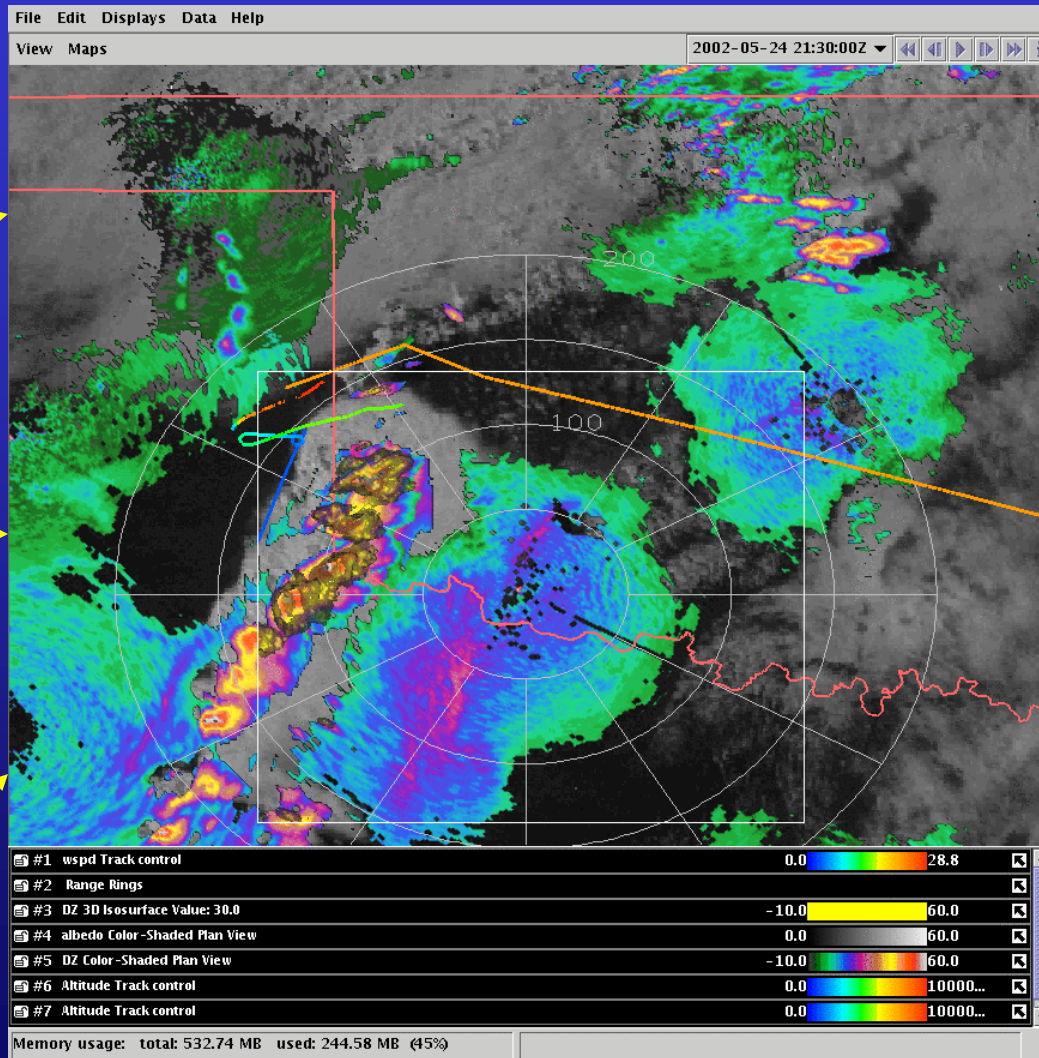 File Edit Displays Data Help
View Maps 2002-05-24 21:30:00Z
200
100
#1 wspd Track control 0.0 28.8
#2 Range Rings
#3 DZ 3D Isosurface Value: 30.0 -10.0 60.0
#4 albedo Color-Shaded Plan View 0.0 60.0
#5 DZ Color-Shaded Plan View -10.0 60.0
#6 Altitude Track control 0.0 10000...
#7 Altitude Track control 0.0 10000...
Memory usage: total: 532.74 MB used: 244.58 MB (45%)